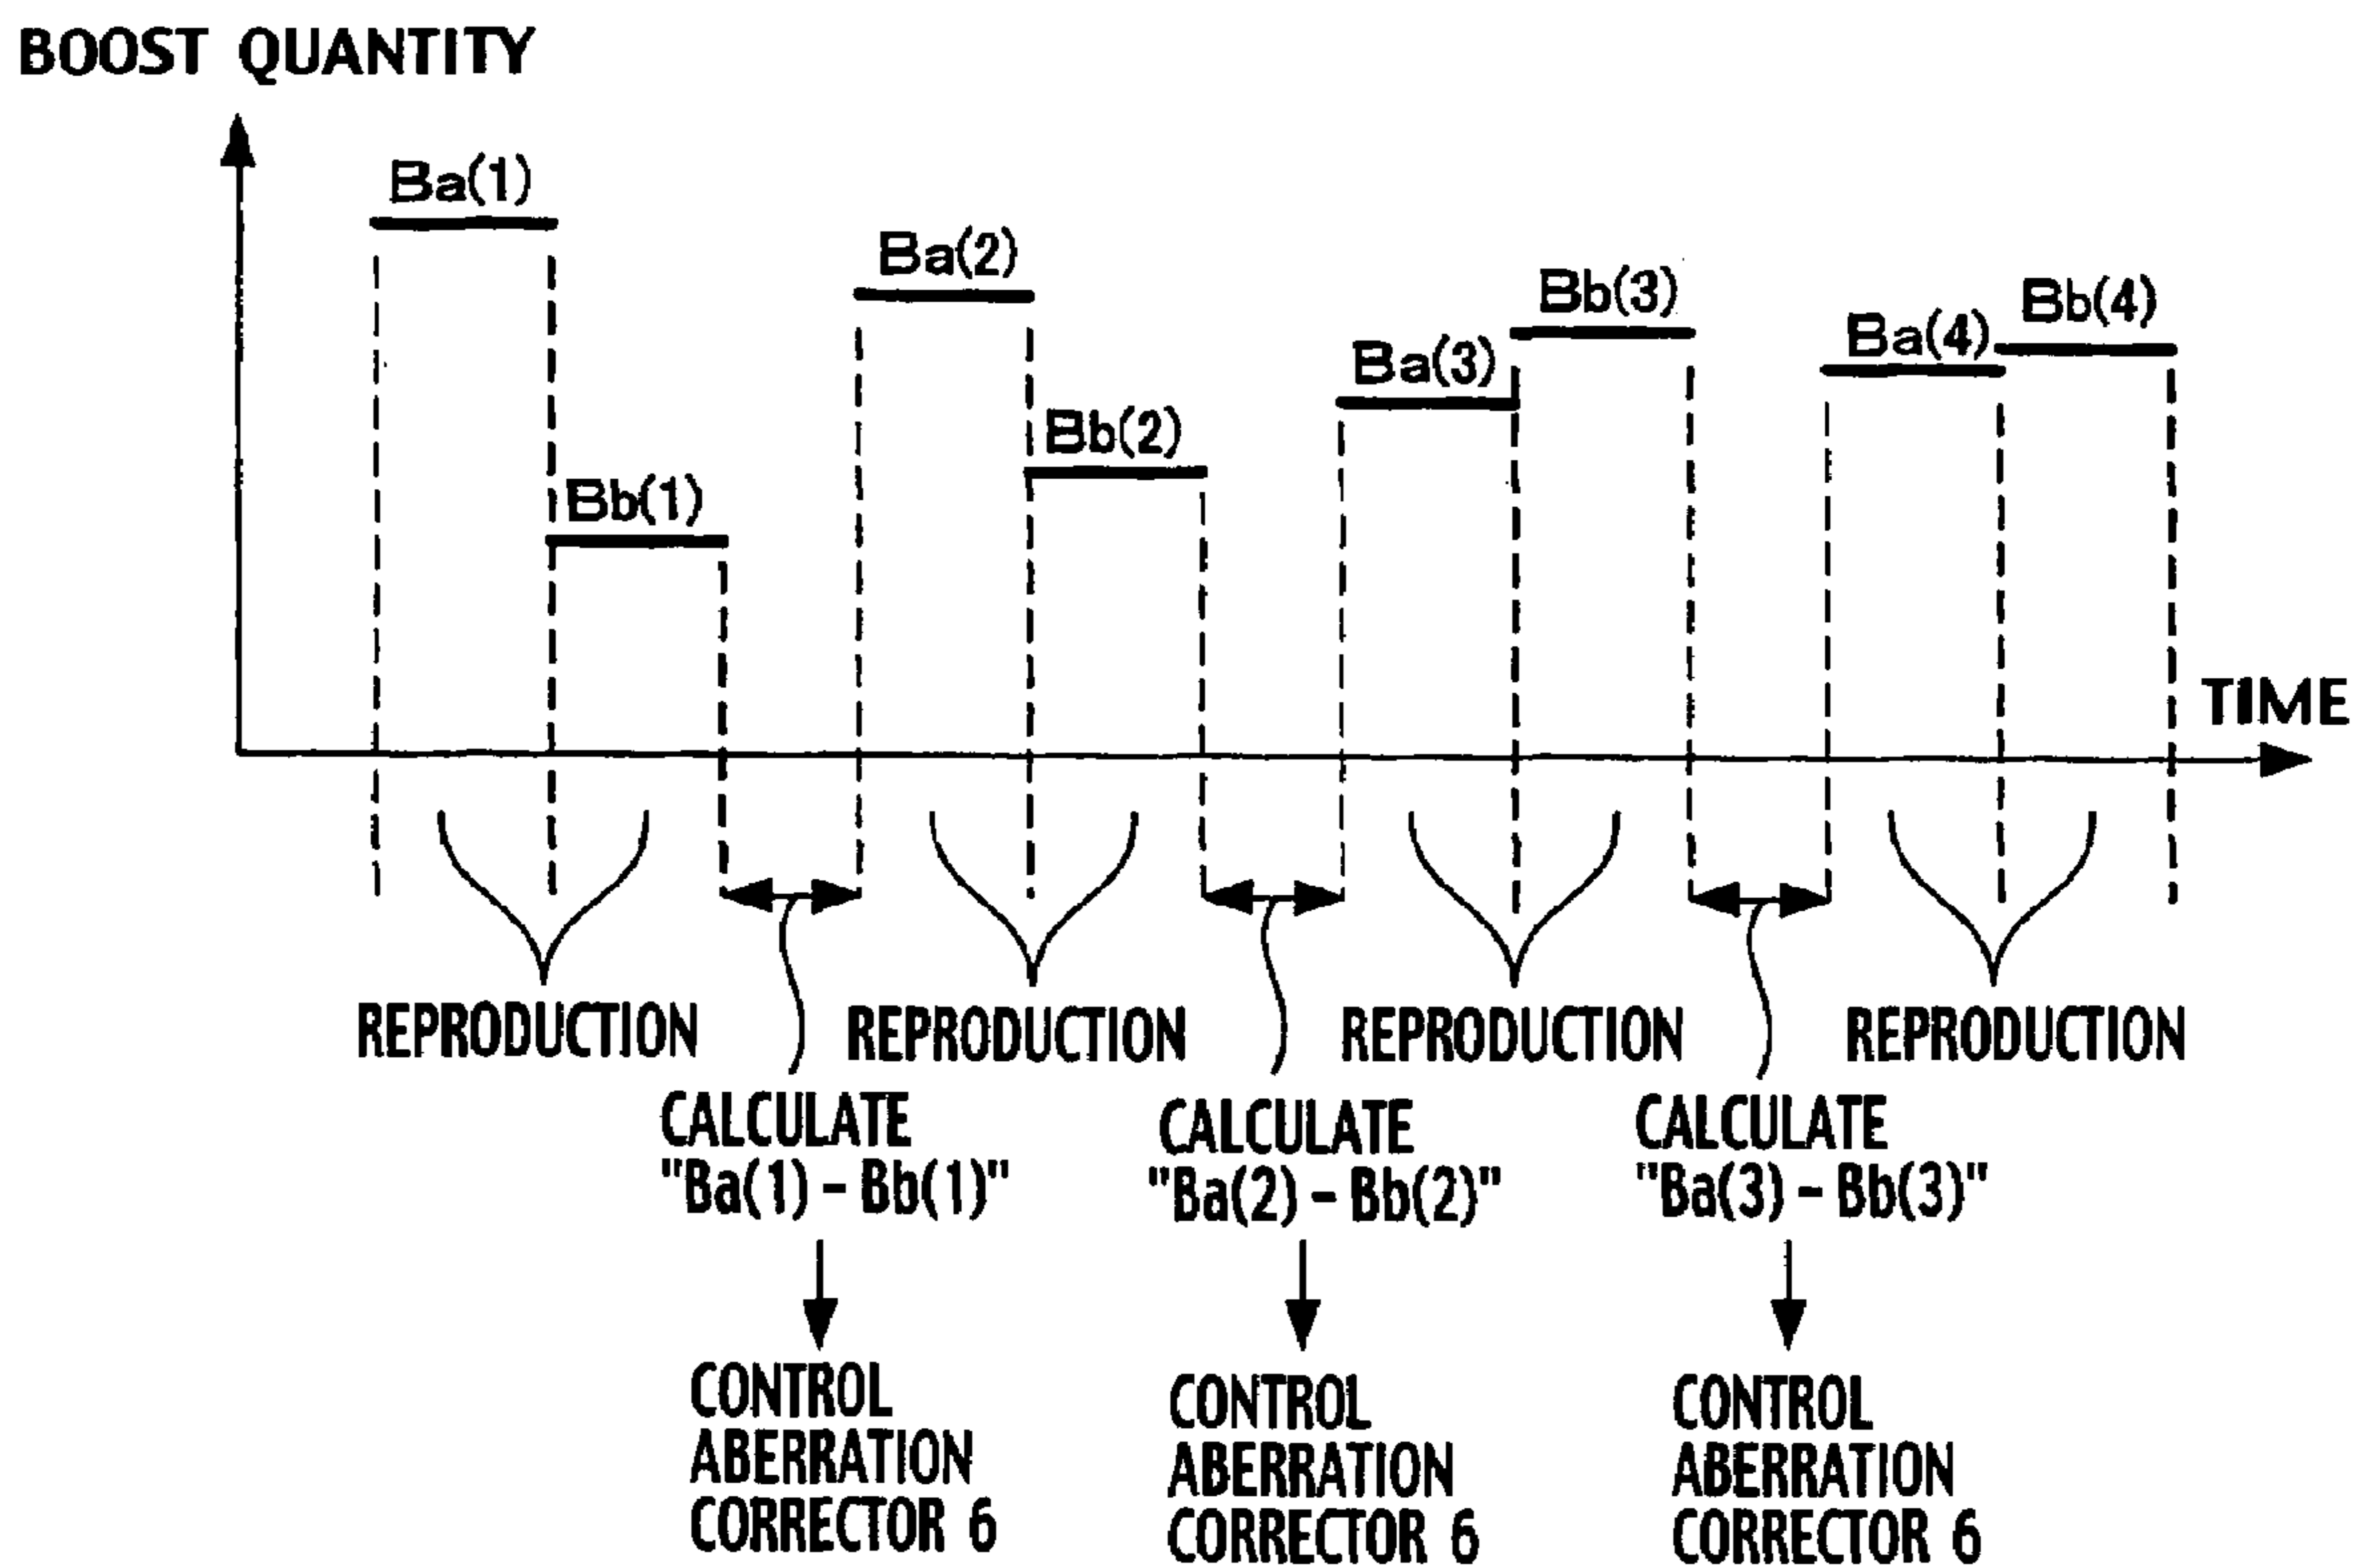 BOOST QUANTITY
Ba(1)
Bb(1)
Ba(2)
Bb(2)
Ba(3)
Bb(3)
Ba(4)
Bb(4)
TIME
REPRODUCTION
REPRODUCTION
REPRODUCTION
REPRODUCTION
CALCULATE
"Ba(1) – Bb(1)"
CALCULATE
"Ba(2) – Bb(2)"
CALCULATE
"Ba(3) – Bb(3)"
CONTROL
ABERRATION
CORRECTOR 6
CONTROL
ABERRATION
CORRECTOR 6
CONTROL
ABERRATION
CORRECTOR 6